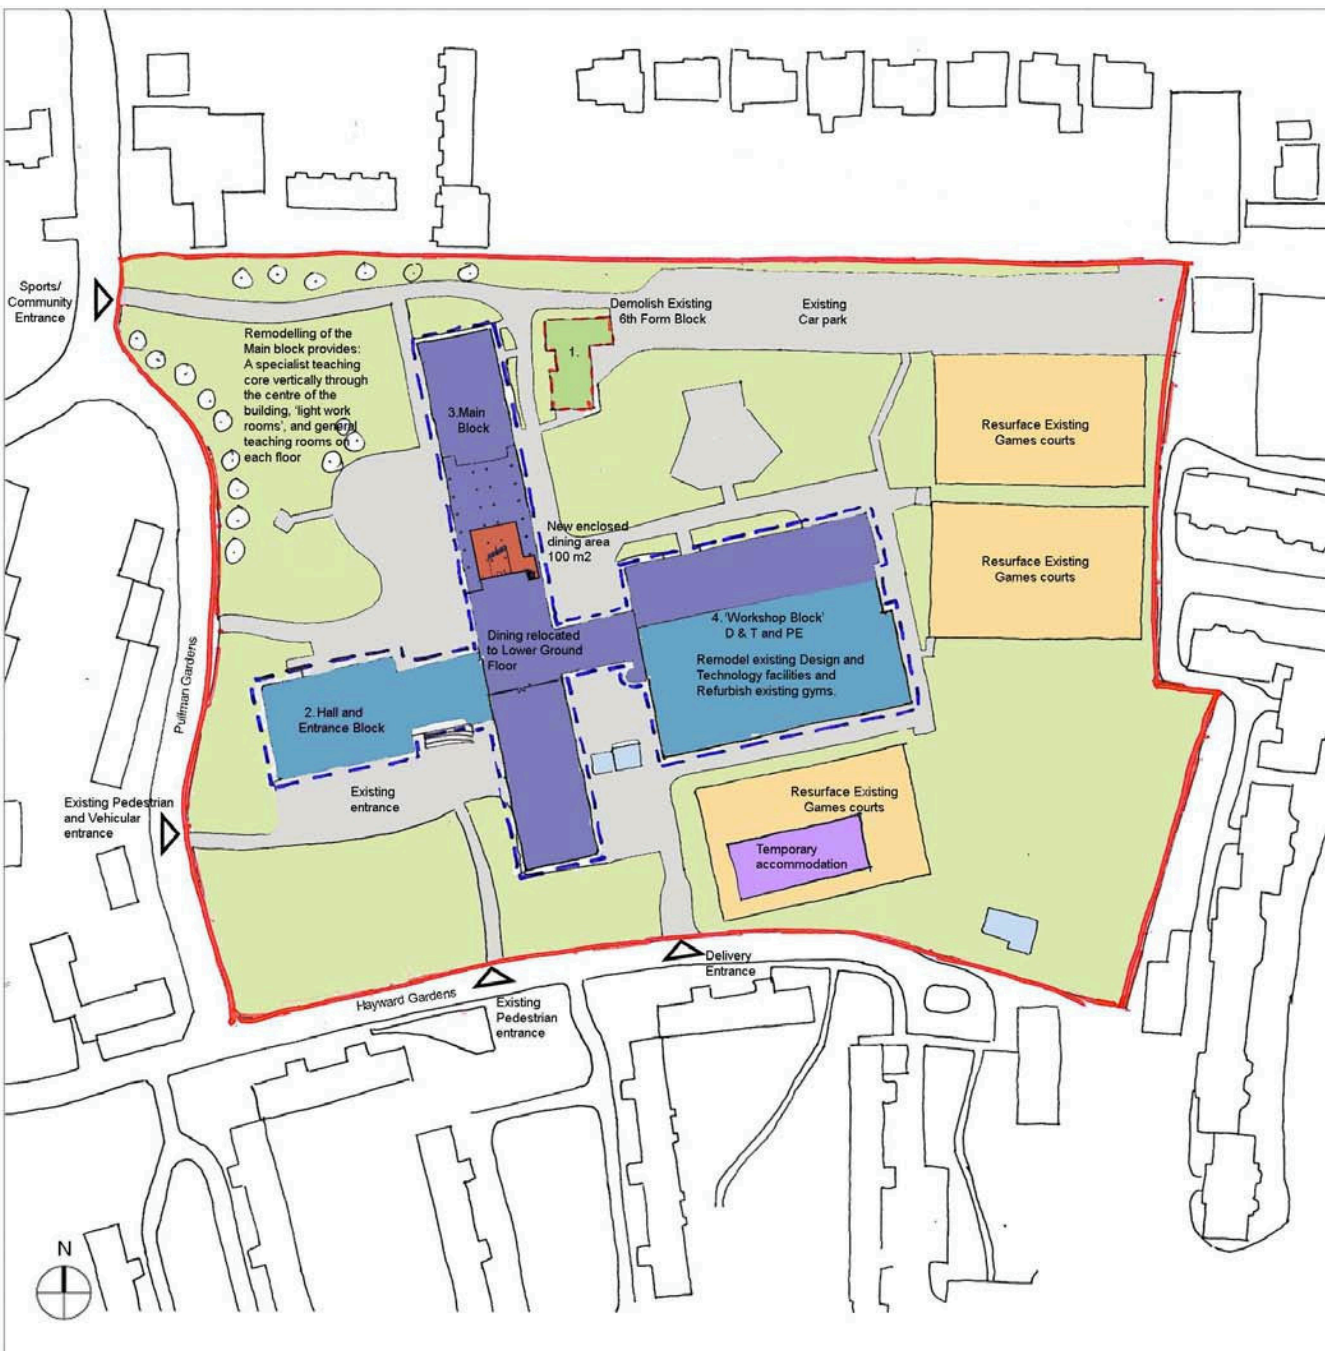 Sports/
Community
Entrance
Demolish Existing
6th Form Block
Existing
Car park
Remodelling of the
Main block provides:
A specialist teaching
core vertically through
the centre of the
building, 'light work
rooms', and general
teaching rooms on
each floor
1.
3.Main
Block
Resurface Existing
Games courts
New enclosed
dining area
100 m2
Resurface Existing
Games courts
4. 'Workshop Block'
D & T and PE
Remodel existing Design and
Technology facilities and
Refurbish existing gyms.
Dining relocated
to Lower Ground
Floor
Pullman Gardens
2. Hall and
Entrance Block
Existing
entrance
Existing Pedestrian
and Vehicular
entrance
Resurface Existing
Games courts
Temporary
accommodation
Delivery
Entrance
Hayward Gardens
Existing
Pedestrian
entrance
N